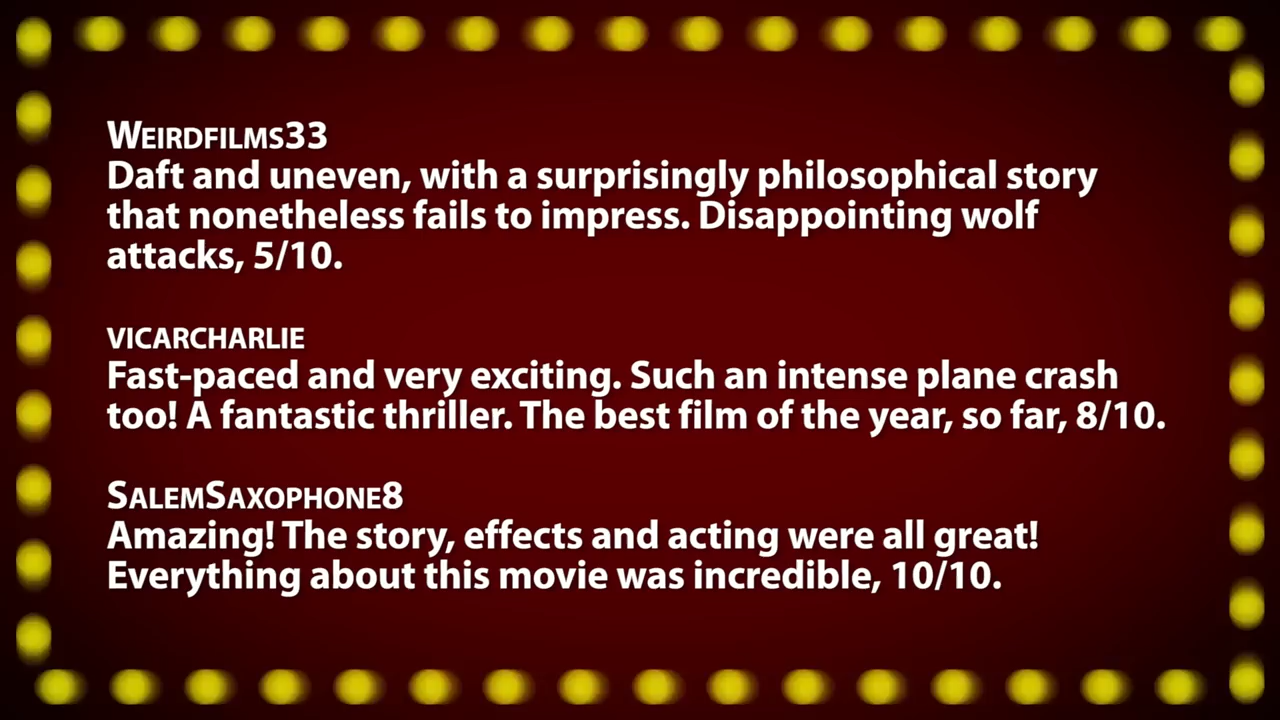 Weirdfilms33
Daft and uneven, with a surprisingly philosophical story
that nonetheless fails to impress. Disappointing wolf
attacks, 5/10.
vicarcharlie
Fast-paced and very exciting. Such an intense plane crash
too! A fantastic thriller. The best film of the year, so far, 8/10.
SalemSaxophone8
Amazing! The story, effects and acting were all great!
Everything about this movie was incredible, 10/10.